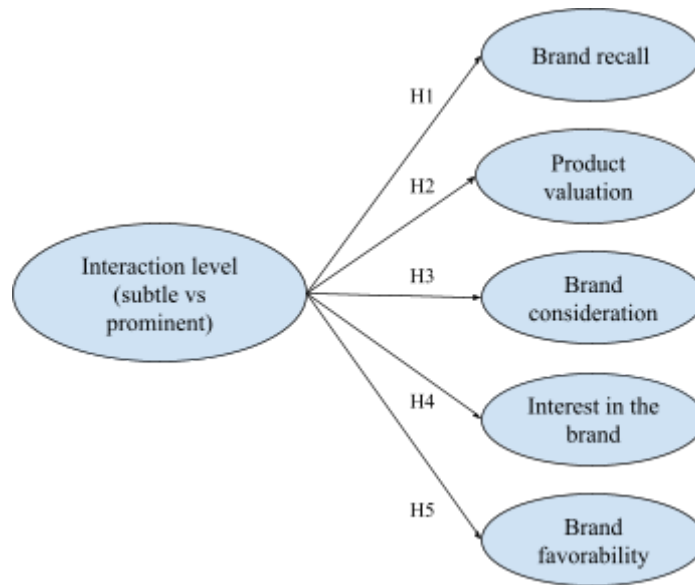 Brand recall
H1
Product
valuation
H2
Interaction level
(subtle vs
prominent)
H3
Brand
consideration
H4
Interest in the
brand
H5
Brand
favorability